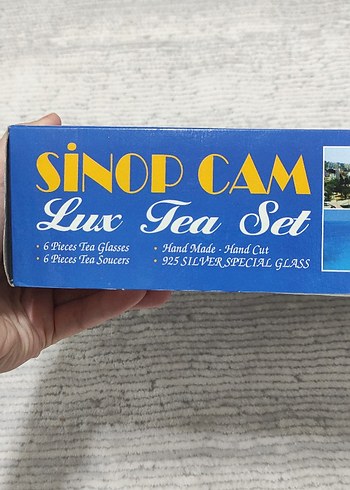 SİNOP CAM
Lux Tea Set
• 6 Pieces Tea Glasses
• 6 Pieces Tea Soucers
• Hand Made - Hand Cut
• 925 SILVER SPECIAL GLASS